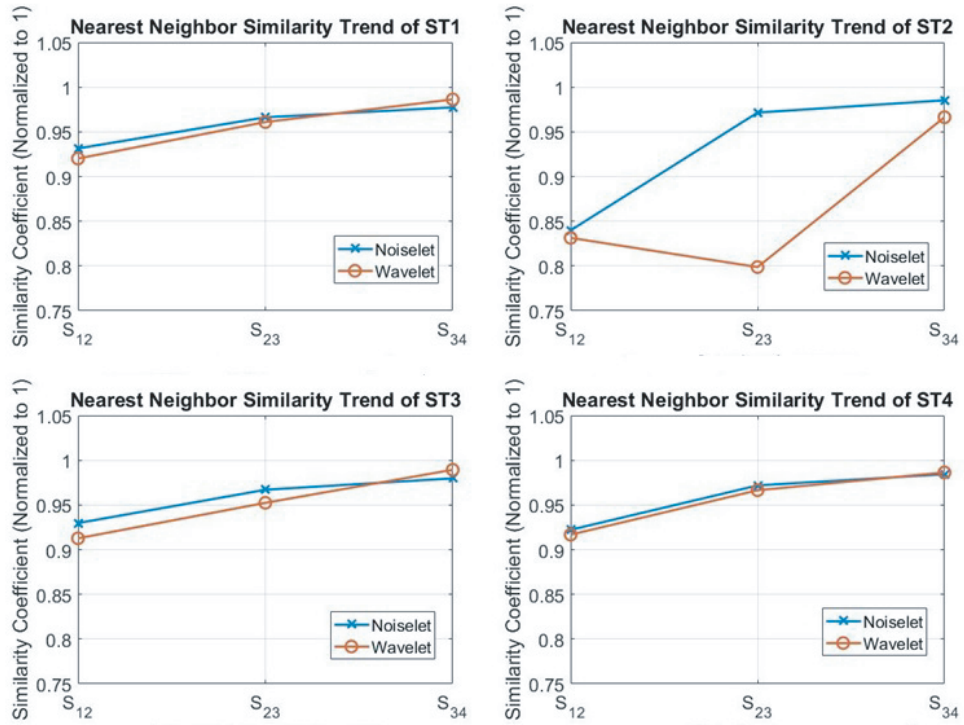 Nearest Neighbor Similarity Trend of ST1
Similarity Coefficient (Normalized to 1)
1.05
1
0.95
0.9
0.85
0.8
0.75
Noiselet
Wavelet
S12
S23
S34
Nearest Neighbor Similarity Trend of ST2
Similarity Coefficient (Normalized to 1)
1.05
1
0.95
0.9
0.85
0.8
0.75
Noiselet
Wavelet
S12
S23
S34
Nearest Neighbor Similarity Trend of ST3
Similarity Coefficient (Normalized to 1)
1.05
1
0.95
0.9
0.85
0.8
0.75
Noiselet
Wavelet
S12
S23
S34
Nearest Neighbor Similarity Trend of ST4
Similarity Coefficient (Normalized to 1)
1.05
1
0.95
0.9
0.85
0.8
0.75
Noiselet
Wavelet
S12
S23
S34